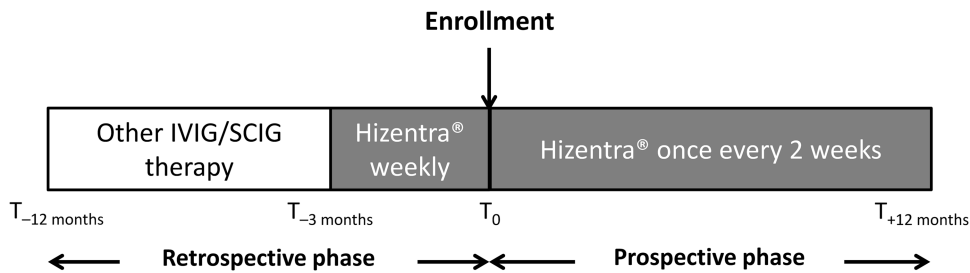 Enrollment
Other IVIG/SCIG
therapy
Hizentra®
weekly
Hizentra® once every 2 weeks
T–12 months
T–3 months
T0
T+12 months
Retrospective phase
Prospective phase